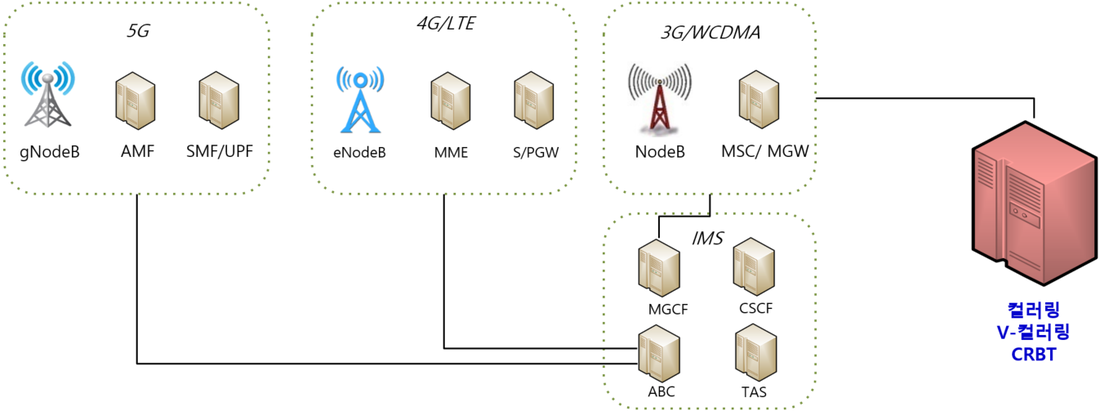 5G
gNodeB
AMF
SMF/UPF
4G/LTE
eNodeB
MME
S/PGW
3G/WCDMA
NodeB
MSC/ MGW
IMS
MGCF
CSCF
ABC
TAS
컬러링
V-컬러링
CRBT